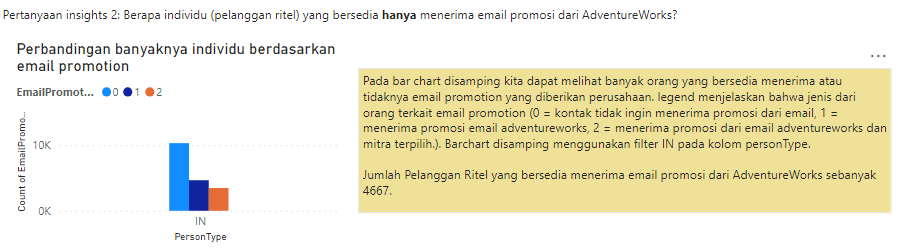 Pertanyaan insights 2: Berapa individu (pelanggan ritel) yang bersedia hanya menerima email promosi dari AdventureWorks?
Perbandingan banyaknya individu berdasarkan
email promotion
EmailPromot... 0 1 2
Count of EmailPromo...
10K
0K
IN
PersonType
Pada bar chart disamping kita dapat melihat banyak orang yang bersedia menerima atau
tidaknya email promotion yang diberikan perusahaan. legend menjelaskan bahwa jenis dari
orang terkait email promotion (0 = kontak tidak ingin menerima promosi dari email, 1 =
menerima promosi email adventureworks, 2 = menerima promosi dari email adventureworks dan
mitra terpilih.). Barchart disamping menggunakan filter IN pada kolom personType.
Jumlah Pelanggan Ritel yang bersedia menerima email promosi dari AdventureWorks sebanyak
4667.